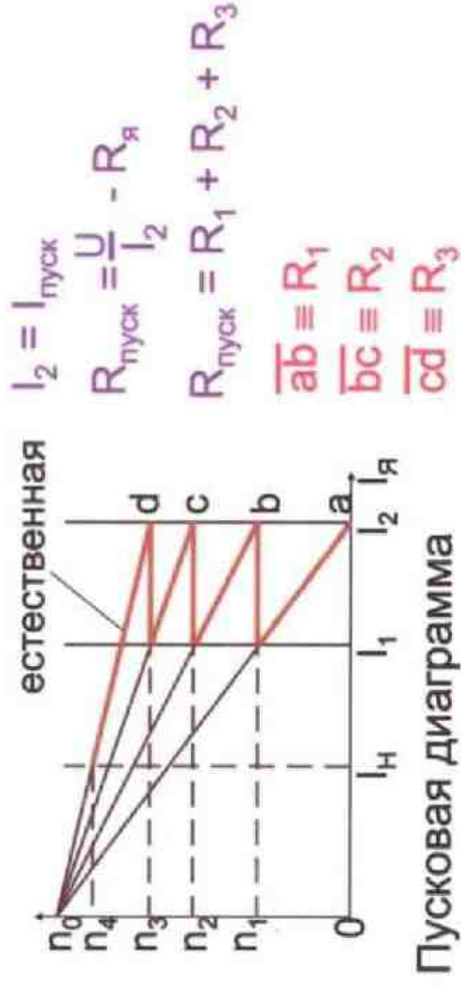 естественная
n₀
n₄
n₃
n₂
n₁
0
d
c
b
a
Iн
I₁
I₂
Iя
Пусковая диаграмма
I₂ = Iпуск
Rпуск = U/I₂ - Rя
Rпуск = R₁ + R₂ + R₃
ab ≡ R₁
bc ≡ R₂
cd ≡ R₃